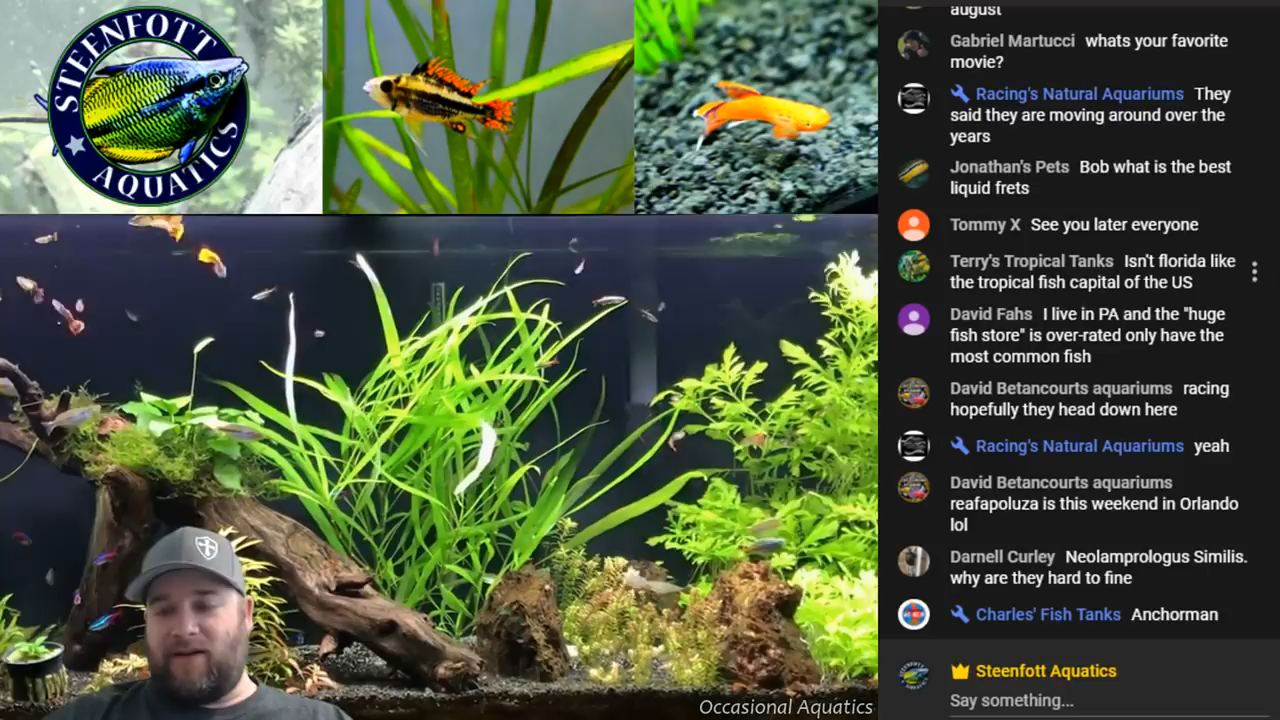 STEENFOTT
AQUATICS
Occasional Aquatics
august
Gabriel Martucci whats your favorite
movie?
Racing's Natural Aquariums They
said they are moving around over the
years
Jonathan's Pets Bob what is the best
liquid frets
Tommy X See you later everyone
Terry's Tropical Tanks Isn't florida like
the tropical fish capital of the US
David Fahs I live in PA and the "huge
fish store" is over-rated only have the
most common fish
David Betancourts aquariums racing
hopefully they head down here
Racing's Natural Aquariums yeah
David Betancourts aquariums
reafapoluza is this weekend in Orlando
lol
Darnell Curley Neolamprologus Similis.
why are they hard to fine
Charles' Fish Tanks Anchorman
Steenfott Aquatics
Say something...